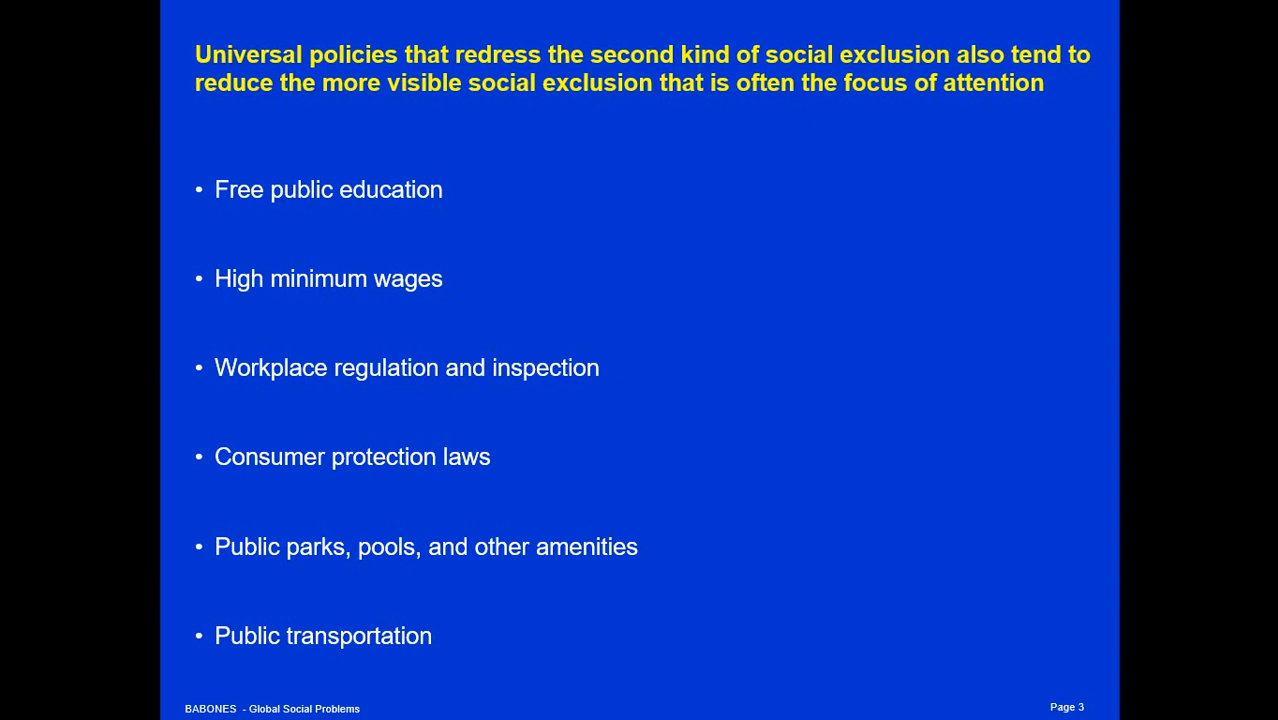 Universal policies that redress the second kind of social exclusion also tend to
reduce the more visible social exclusion that is often the focus of attention
• Free public education
• High minimum wages
• Workplace regulation and inspection
• Consumer protection laws
• Public parks, pools, and other amenities
• Public transportation
BABONES - Global Social Problems
Page 3